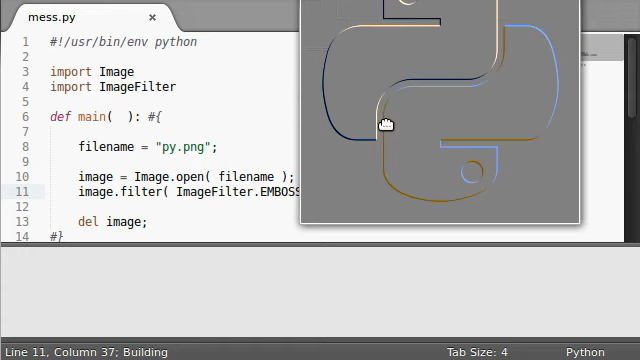 mess.py ×
1 #!/usr/bin/env python
2
3 import Image
4 import ImageFilter
5
6 def main(  ): #{
7
8 filename = "py.png";
9
10 image = Image.open( filename );
11 image.filter( ImageFilter.EMBOSS
12
13 del image;
14 #}
Line 11, Column 37; Building Tab Size: 4 Python